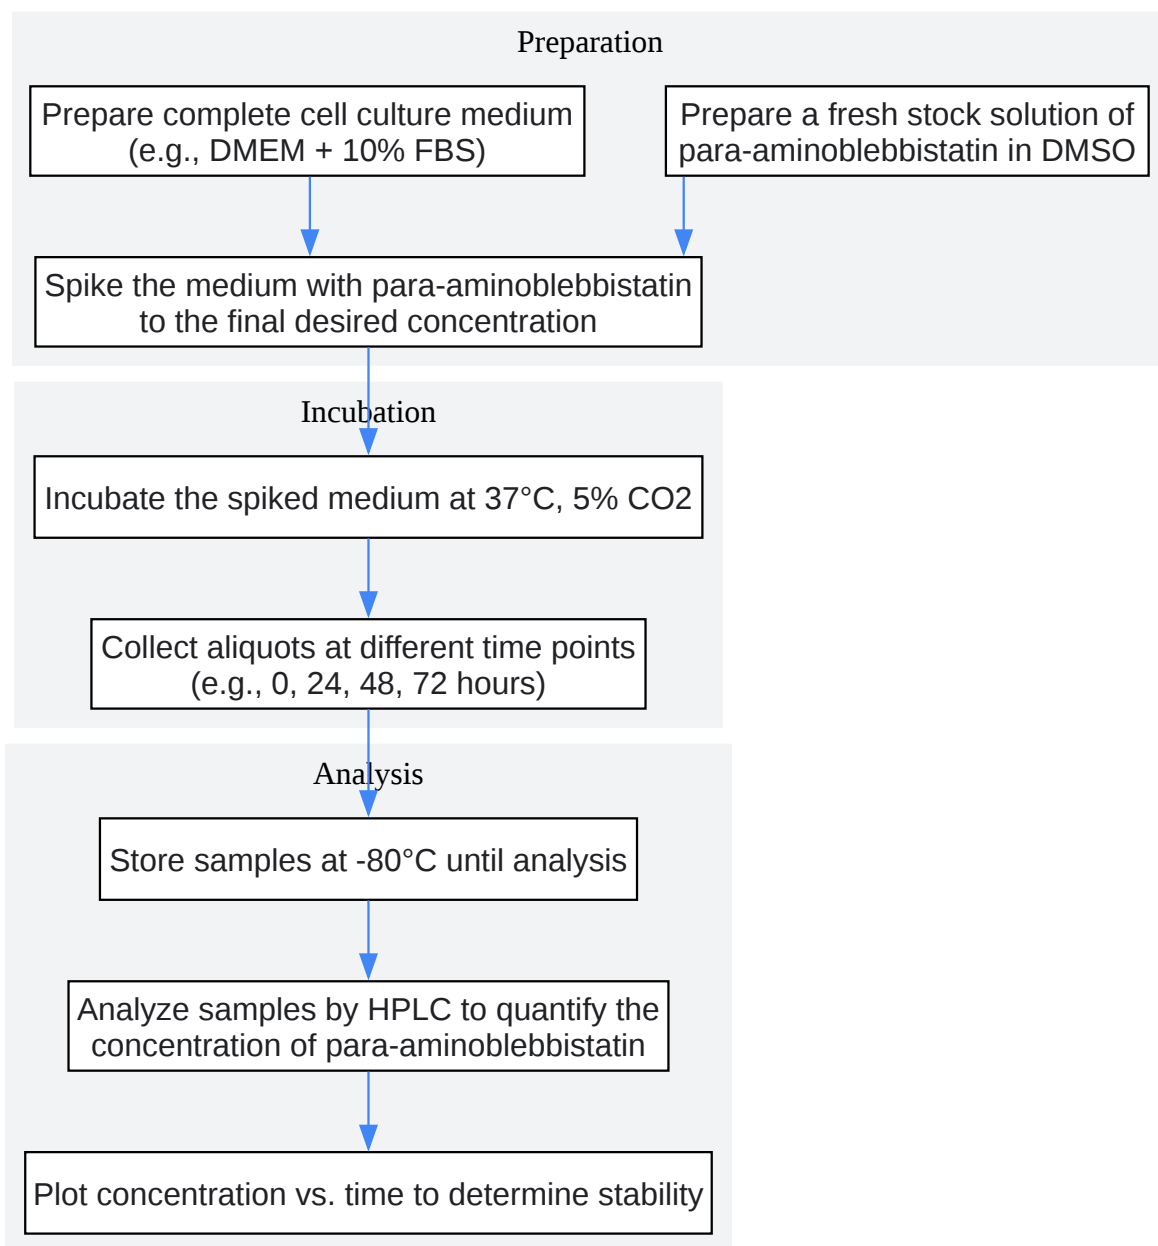 Preparation
Prepare complete cell culture medium
(e.g., DMEM + 10% FBS)
Prepare a fresh stock solution of
para-aminoblebbistatin in DMSO
Spike the medium with para-aminoblebbistatin
to the final desired concentration
Incubation
Incubate the spiked medium at 37°C, 5% CO2
Collect aliquots at different time points
(e.g., 0, 24, 48, 72 hours)
Analysis
Store samples at -80°C until analysis
Analyze samples by HPLC to quantify the
concentration of para-aminoblebbistatin
Plot concentration vs. time to determine stability